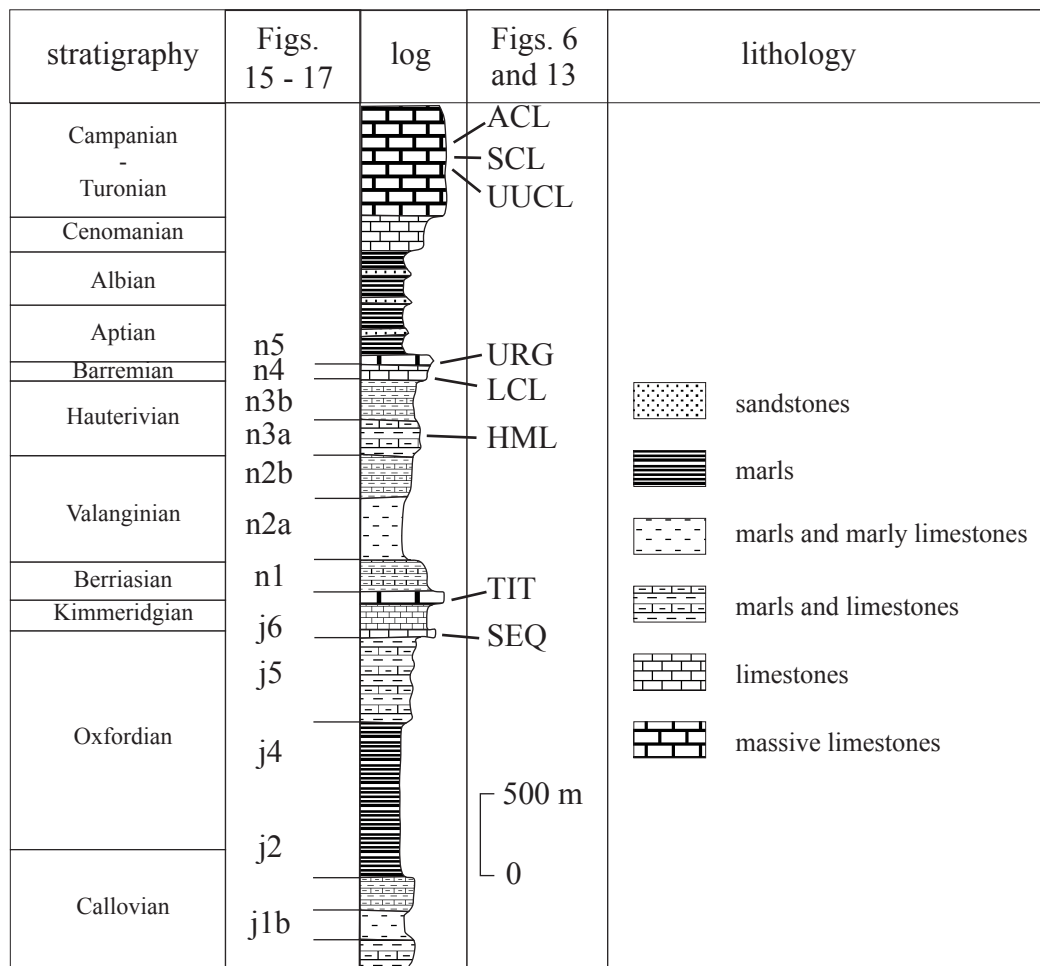 stratigraphy
Figs.
15 - 17
log
Figs. 6
and 13
lithology
Campanian
-
Turonian
Cenomanian
Albian
Aptian
Barremian
Hauterivian
Valanginian
Berriasian
Kimmeridgian
Oxfordian
Callovian
n5
n4
n3b
n3a
n2b
n2a
n1
j6
j5
j4
j2
j1b
ACL
SCL
UUCL
URG
LCL
HML
TIT
SEQ
500 m
0
sandstones
marls
marls and marly limestones
marls and limestones
limestones
massive limestones